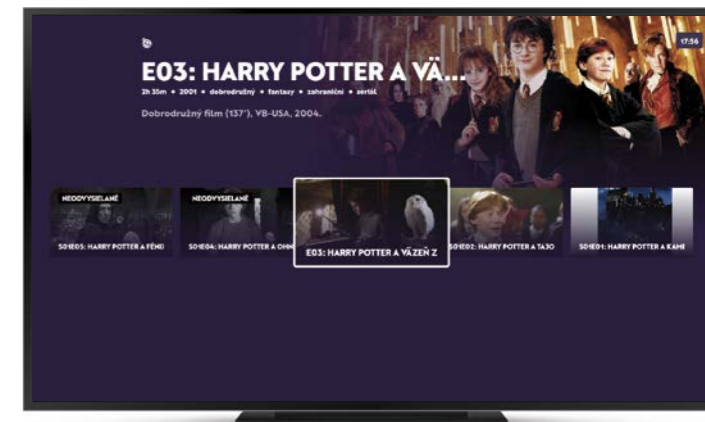 17:56
E03: HARRY POTTER A VÄ...
2h 35m • 2001 • dobrodružný • fantazy • zahraniční • seriál
Dobrodružný film (137'), VB-USA, 2004.
NEODVYSIELANÉ
S01E05: HARRY POTTER A FÉNI
NEODVYSIELANÉ
S01E04: HARRY POTTER A OHN
E03: HARRY POTTER A VÄZEŇ Z
S01E02: HARRY POTTER A TAJO
S01E01: HARRY POTTER A KAME